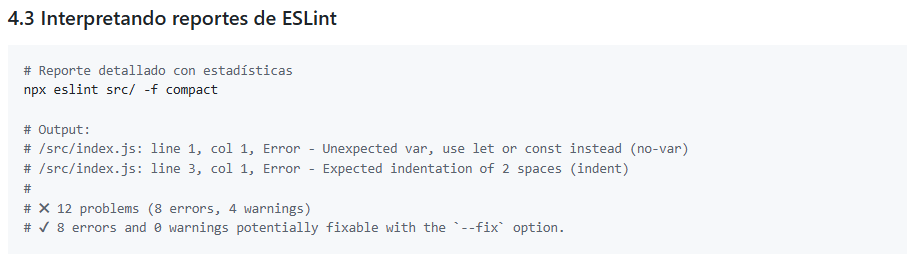 4.3 Interpretando reportes de ESLint
# Reporte detallado con estadísticas
npx eslint src/ -f compact
# Output:
# /src/index.js: line 1, col 1, Error - Unexpected var, use let or const instead (no-var)
# /src/index.js: line 3, col 1, Error - Expected indentation of 2 spaces (indent)
#
# ❌ 12 problems (8 errors, 4 warnings)
# ✓ 8 errors and 0 warnings potentially fixable with the `--fix` option.